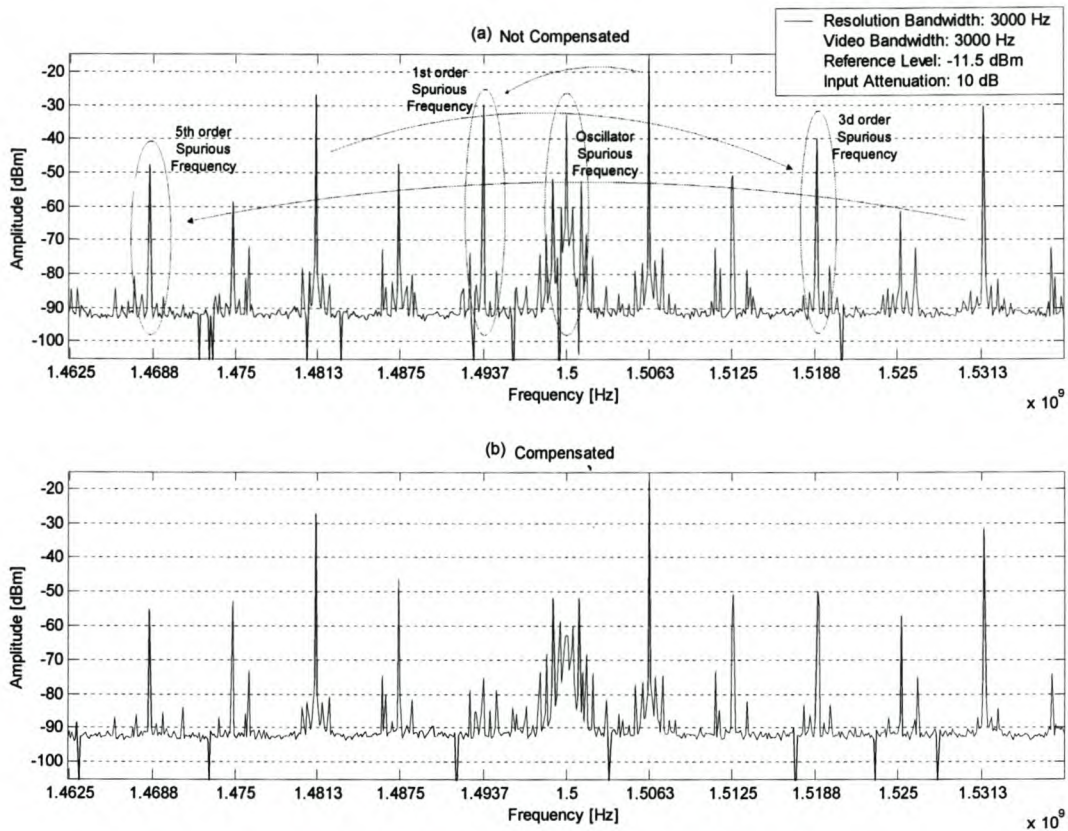 (a) Not Compensated
Resolution Bandwidth: 3000 Hz
Video Bandwidth: 3000 Hz
Reference Level: -11.5 dBm
Input Attenuation: 10 dB
1st order
Spurious
Frequency
5th order
Spurious
Frequency
Oscillator
Spurious
Frequency
3d order
Spurious
Frequency
Amplitude [dBm]
-20
-30
-40
-50
-60
-70
-80
-90
-100
1.4625 1.4688 1.475 1.4813 1.4875 1.4937 1.5 1.5063 1.5125 1.5188 1.525 1.5313
Frequency [Hz]
x 10^9
(b) Compensated
Amplitude [dBm]
-20
-30
-40
-50
-60
-70
-80
-90
-100
1.4625 1.4688 1.475 1.4813 1.4875 1.4937 1.5 1.5063 1.5125 1.5188 1.525 1.5313
Frequency [Hz]
x 10^9